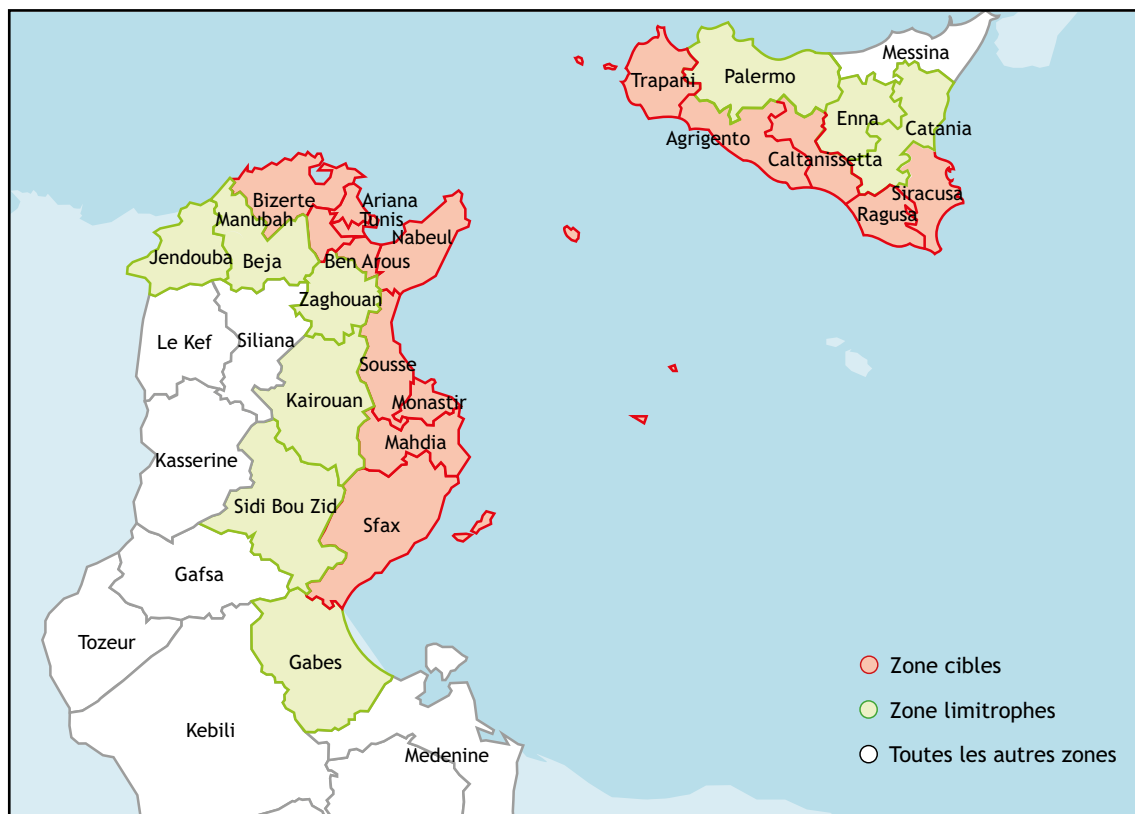 Messina
Trapani
Palermo
Enna
Catania
Agrigento
Caltanissetta
Siracusa
Ragusa
Bizerte
Ariana
Manubah
Tunis
Nabeul
Jendouba
Beja
Ben Arous
Zaghouan
Le Kef
Siliana
Sousse
Kairouan
Monastir
Mahdia
Kasserine
Sidi Bou Zid
Sfax
Gafsa
Tozeur
Gabes
Kebili
Medenine
Zone cibles
Zone limitrophes
Toutes les autres zones